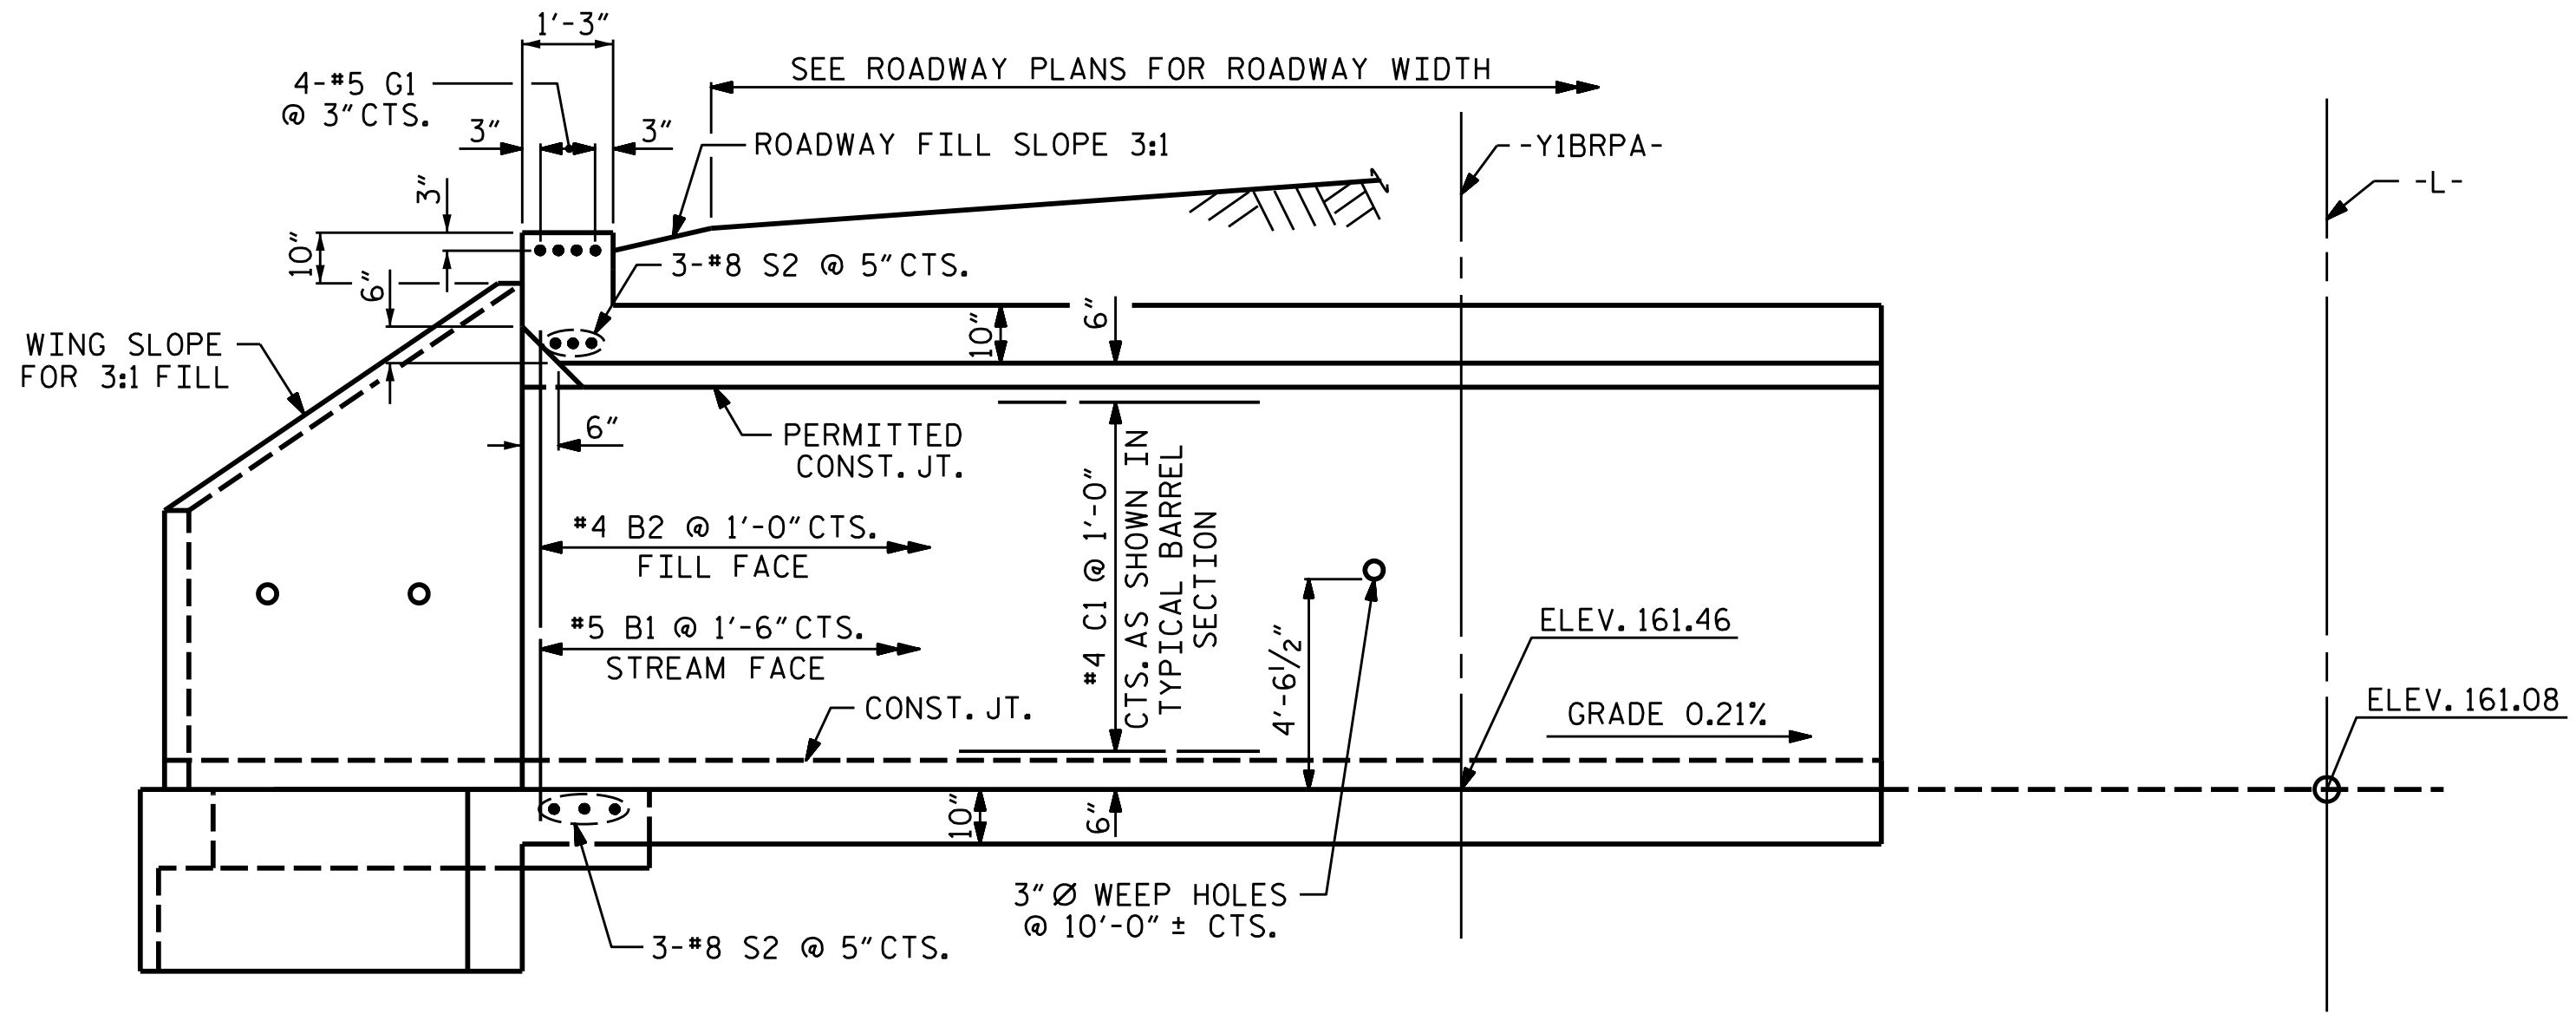 1'-3"
SEE ROADWAY PLANS FOR ROADWAY WIDTH
4-#5 G1
@ 3" CTS.
3"
3"
ROADWAY FILL SLOPE 3:1
-Y1BRPA-
-L-
3"
10"
6"
3-#8 S2 @ 5" CTS.
WING SLOPE
FOR 3:1 FILL
10"
6"
6"
PERMITTED
CONST. JT.
#4 B2 @ 1'-0" CTS.
FILL FACE
#5 B1 @ 1'-6" CTS.
STREAM FACE
#4 C1 @ 1'-0"
CTS. AS SHOWN IN
TYPICAL BARREL
SECTION
4'-6½"
ELEV. 161.46
CONST. JT.
GRADE 0.21%
ELEV. 161.08
10"
6"
3" Ø WEEP HOLES
@ 10'-0" ± CTS.
3-#8 S2 @ 5" CTS.